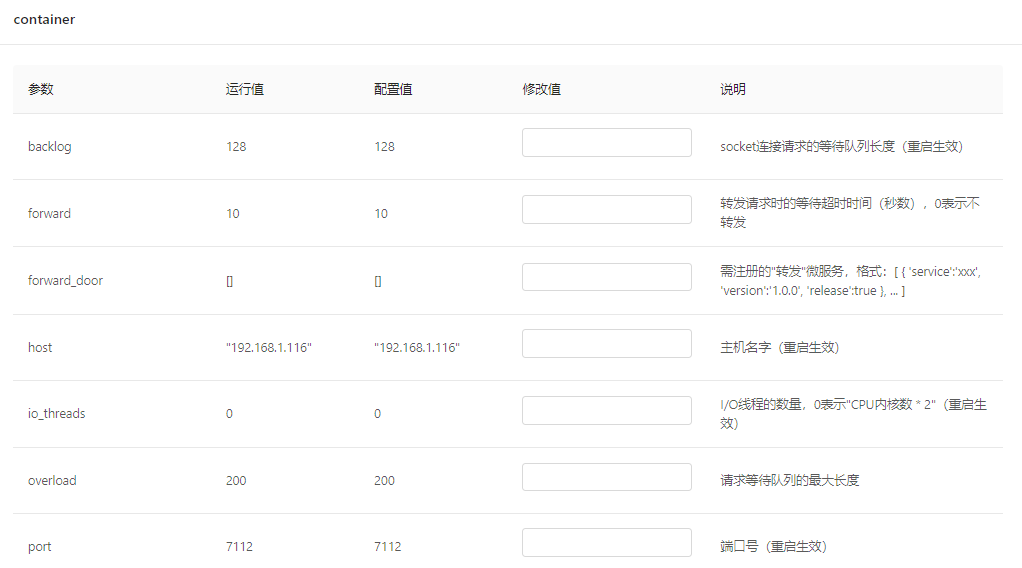 container
参数 运行值 配置值 修改值 说明
backlog 128 128 socket连接请求的等待队列长度（重启生效）
forward 10 10 转发请求时的等待超时时间（秒数），0表示不
转发
forward_door [] [] 需注册的"转发"微服务，格式：[ { 'service':'xxx',
'version':'1.0.0', 'release':true }, ... ]
host "192.168.1.116" "192.168.1.116" 主机名字（重启生效）
io_threads 0 0 I/O线程的数量，0表示"CPU内核数 * 2"（重启生
效）
overload 200 200 请求等待队列的最大长度
port 7112 7112 端口号（重启生效）